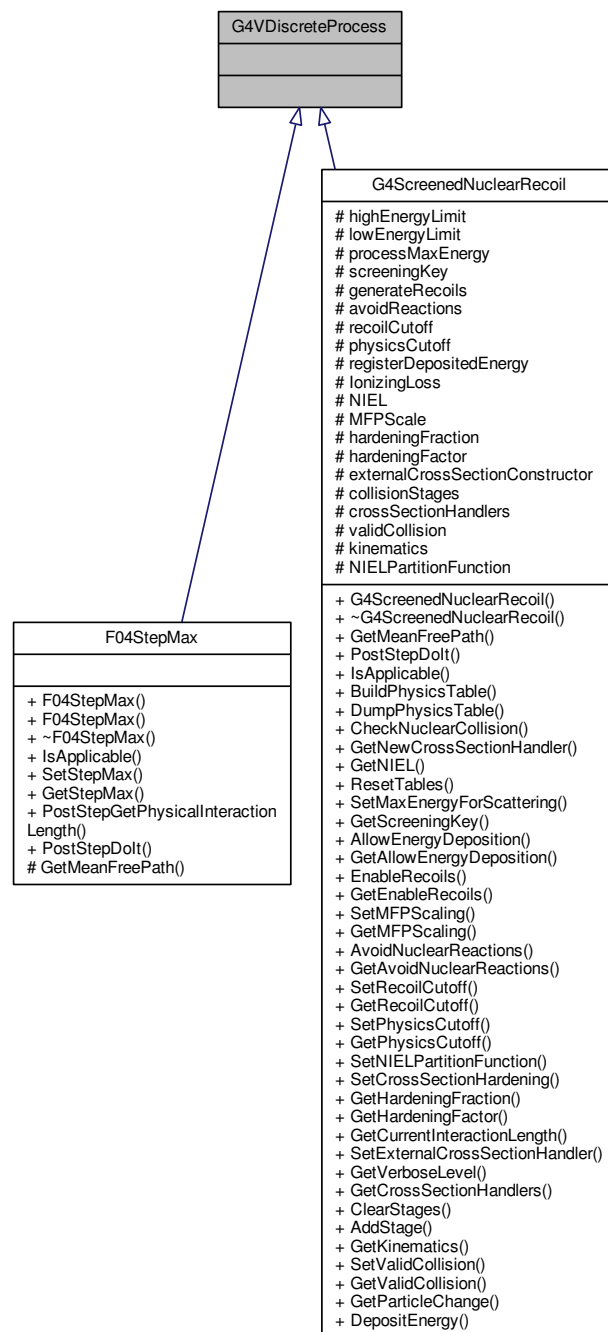 G4VDiscreteProcess
G4ScreenedNuclearRecoil
# highEnergyLimit
# lowEnergyLimit
# processMaxEnergy
# screeningKey
# generateRecoils
# avoidReactions
# recoilCutoff
# physicsCutoff
# registerDepositedEnergy
# IonizingLoss
# NIEL
# MFPScale
# hardeningFraction
# hardeningFactor
# externalCrossSectionConstructor
# collisionStages
# crossSectionHandlers
# validCollision
# kinematics
# NIELPartitionFunction
+ G4ScreenedNuclearRecoil()
+ ~G4ScreenedNuclearRecoil()
+ GetMeanFreePath()
+ PostStepDoIt()
+ IsApplicable()
+ BuildPhysicsTable()
+ DumpPhysicsTable()
+ CheckNuclearCollision()
+ GetNewCrossSectionHandler()
+ GetNIEL()
+ ResetTables()
+ SetMaxEnergyForScattering()
+ GetScreeningKey()
+ AllowEnergyDeposition()
+ GetAllowEnergyDeposition()
+ EnableRecoils()
+ GetEnableRecoils()
+ SetMFPScaling()
+ GetMFPScaling()
+ AvoidNuclearReactions()
+ GetAvoidNuclearReactions()
+ SetRecoilCutoff()
+ GetRecoilCutoff()
+ SetPhysicsCutoff()
+ GetPhysicsCutoff()
+ SetNIELPartitionFunction()
+ SetCrossSectionHardening()
+ GetHardeningFraction()
+ GetHardeningFactor()
+ GetCurrentInteractionLength()
+ SetExternalCrossSectionHandler()
+ GetVerboseLevel()
+ GetCrossSectionHandlers()
+ ClearStages()
+ AddStage()
+ GetKinematics()
+ SetValidCollision()
+ GetValidCollision()
+ GetParticleChange()
+ DepositEnergy()
F04StepMax
+ F04StepMax()
+ F04StepMax()
+ ~F04StepMax()
+ IsApplicable()
+ SetStepMax()
+ GetStepMax()
+ PostStepGetPhysicalInteraction
Length()
+ PostStepDoIt()
# GetMeanFreePath()